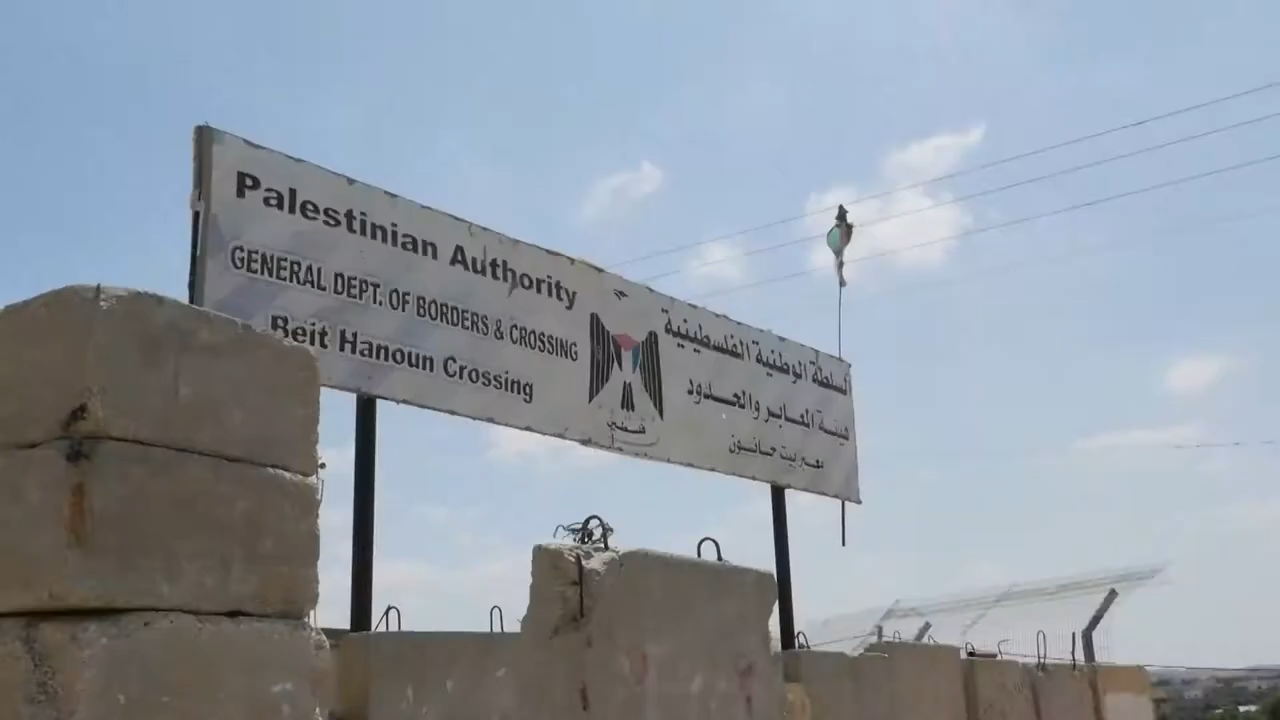 Palestinian Authority
GENERAL DEPT. OF BORDERS & CROSSING
Beit Hanoun Crossing
السلطة الوطنية الفلسطينية
هيئة المعابر والحدود
معبر بيت حانون
فلسطين